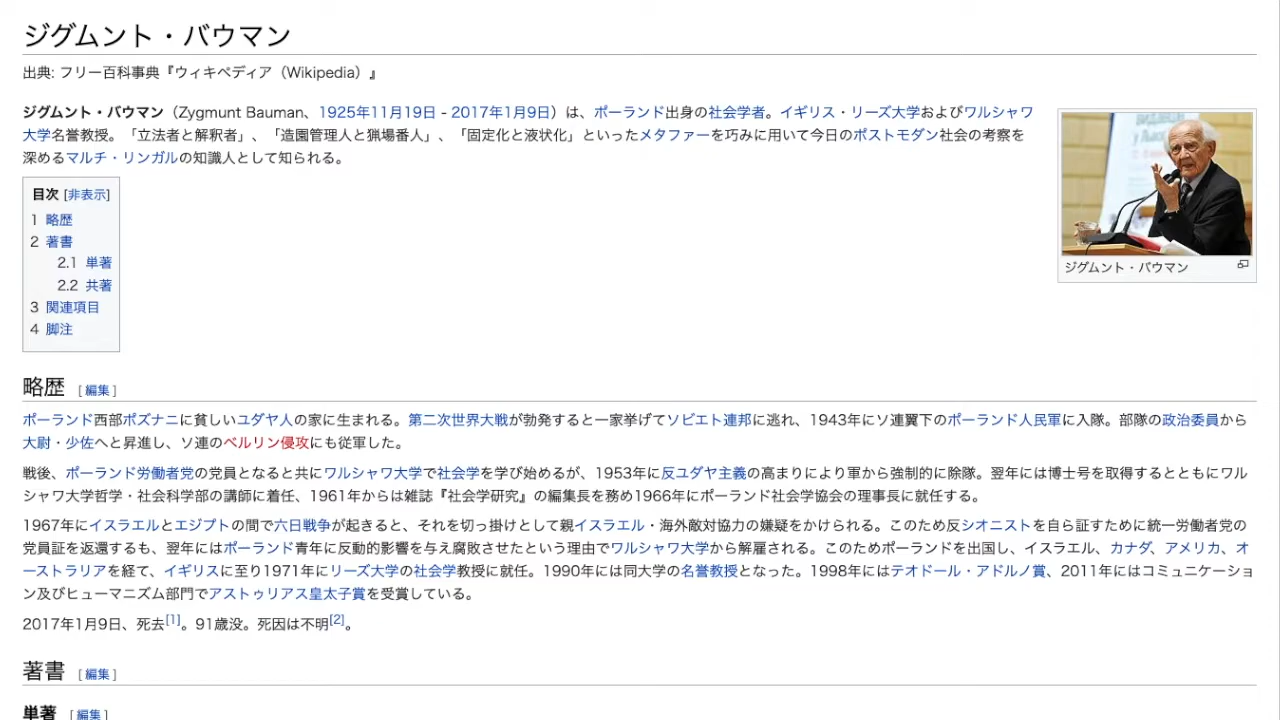 ジグムント・バウマン
出典: フリー百科事典『ウィキペディア（Wikipedia）』
ジグムント・バウマン（Zygmunt Bauman、1925年11月19日 - 2017年1月9日）は、ポーランド出身の社会学者。イギリス・リーズ大学およびワルシャワ
大学名誉教授。「立法者と解釈者」、「造園管理人と猟場番人」、「固定化と液状化」といったメタファーを巧みに用いて今日のポストモダン社会の考察を
深めるマルチ・リンガルの知識人として知られる。
ジグムント・バウマン
目次 [非表示]
1 略歴
2 著書
2.1 単著
2.2 共著
3 関連項目
4 脚注
略歴 [編集]
ポーランド西部ポズナニに貧しいユダヤ人の家に生まれる。第二次世界大戦が勃発すると一家挙げてソビエト連邦に逃れ、1943年にソ連翼下のポーランド人民軍に入隊。部隊の政治委員から
大尉・少佐へと昇進し、ソ連のベルリン侵攻にも従軍した。
戦後、ポーランド労働者党の党員となると共にワルシャワ大学で社会学を学び始めるが、1953年に反ユダヤ主義の高まりにより軍から強制的に除隊。翌年には博士号を取得するとともにワル
シャワ大学哲学・社会科学部の講師に着任、1961年からは雑誌『社会学研究』の編集長を務め1966年にポーランド社会学協会の理事長に就任する。
1967年にイスラエルとエジプトの間で六日戦争が起きると、それを切っ掛けとして親イスラエル・海外敵対協力の嫌疑をかけられる。このため反シオニストを自ら証すために統一労働者党の
党員証を返還するも、翌年にはポーランド青年に反動的影響を与え腐敗させたという理由でワルシャワ大学から解雇される。このためポーランドを出国し、イスラエル、カナダ、アメリカ、オ
ーストラリアを経て、イギリスに至り1971年にリーズ大学の社会学教授に就任。1990年には同大学の名誉教授となった。1998年にはテオドール・アドルノ賞、2011年にはコミュニケーショ
ン及びヒューマニズム部門でアストゥリアス皇太子賞を受賞している。
2017年1月9日、死去[1]。91歳没。死因は不明[2]。
著書 [編集]
単著 [編集]